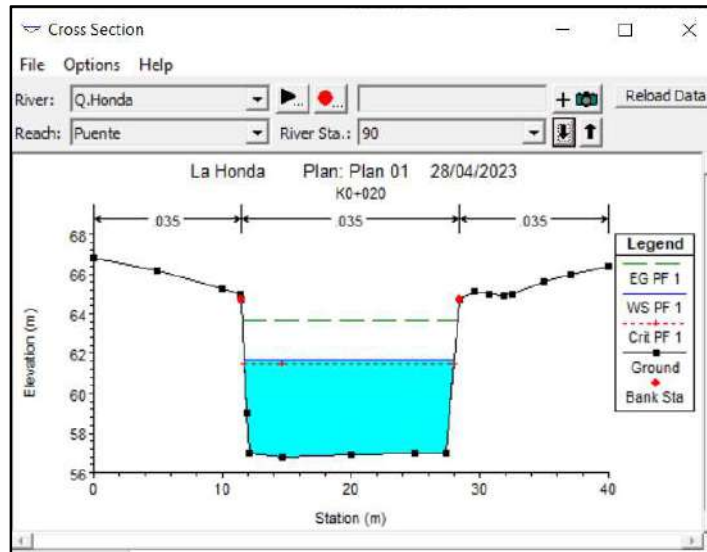 Cross Section
File Options Help
River: Q.Honda Reload Data
Reach: Puente River Sta.: 90
La Honda Plan: Plan 01 28/04/2023
K0+020
.035 .035 .035
Legend
EG PF 1
WS PF 1
Crit PF 1
Ground
Bank Sta
68
66
64
62
60
58
56
Elevation (m)
0 10 20 30 40
Station (m)